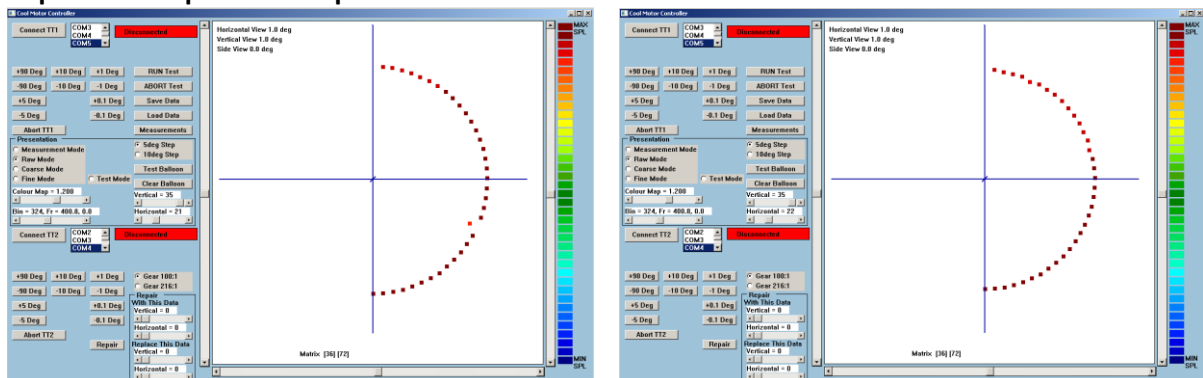 Cool Motor Controller
Connect TT1
COM3
COM4
COM5
Disconnected
+90 Deg +10 Deg +1 Deg RUN Test
-90 Deg -10 Deg -1 Deg ABORT Test
+5 Deg +0.1 Deg Save Data
-5 Deg -0.1 Deg Load Data
Abort TT1 Measurements
Presentation
Measurement Mode
Raw Mode
Coarse Mode
Fine Mode
Test Mode
5deg Step
10deg Step
Test Balloon
Clear Balloon
Colour Map = 1.200
Vertical = 35
Bin = 324, Fr = 400.8, 0.0
Horizontal = 21
Connect TT2
COM2
COM3
COM4
Disconnected
+90 Deg +10 Deg +1 Deg
-90 Deg -10 Deg -1 Deg
+5 Deg +0.1 Deg
-5 Deg -0.1 Deg
Abort TT2
Repair
Gear 108:1
Gear 216:1
Repair
With This Data
Vertical = 0
Horizontal = 0
Replace This Data
Vertical = 0
Horizontal = 0
Horizontal View 1.0 deg
Vertical View 1.0 deg
Side View 0.0 deg
Matrix [36] [72]
MAX
SPL
MIN
SPL
Cool Motor Controller
Connect TT1
COM3
COM4
COM5
Disconnected
+90 Deg +10 Deg +1 Deg RUN Test
-90 Deg -10 Deg -1 Deg ABORT Test
+5 Deg +0.1 Deg Save Data
-5 Deg -0.1 Deg Load Data
Abort TT1 Measurements
Presentation
Measurement Mode
Raw Mode
Coarse Mode
Fine Mode
Test Mode
5deg Step
10deg Step
Test Balloon
Clear Balloon
Colour Map = 1.200
Vertical = 35
Bin = 324, Fr = 400.8, 0.0
Horizontal = 22
Connect TT2
COM2
COM3
COM4
Disconnected
+90 Deg +10 Deg +1 Deg
-90 Deg -10 Deg -1 Deg
+5 Deg +0.1 Deg
-5 Deg -0.1 Deg
Abort TT2
Repair
Gear 108:1
Gear 216:1
Repair
With This Data
Vertical = 0
Horizontal = 0
Replace This Data
Vertical = 0
Horizontal = 0
Horizontal View 1.0 deg
Vertical View 1.0 deg
Side View 0.0 deg
Matrix [36] [72]
MAX
SPL
MIN
SPL